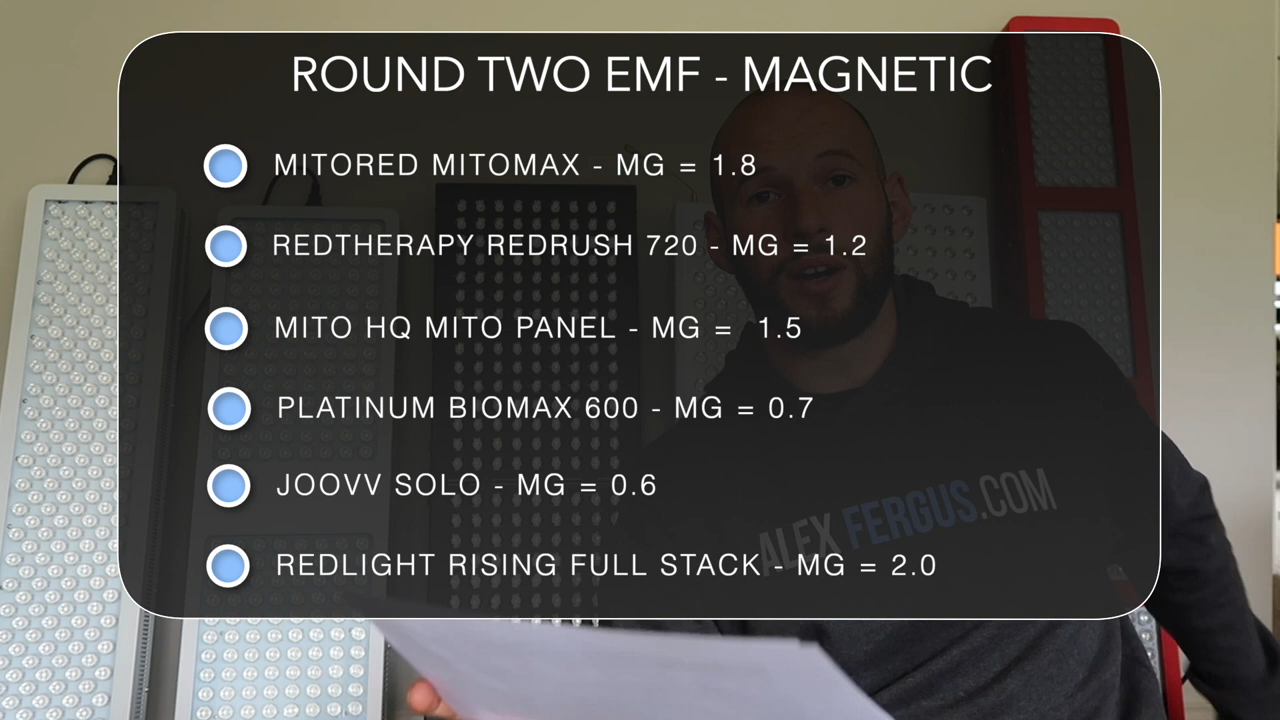 ROUND TWO EMF - MAGNETIC
MITORED MITOMAX - MG = 1.8
REDTHERAPY REDRUSH 720 - MG = 1.2
MITO HQ MITO PANEL - MG = 1.5
PLATINUM BIOMAX 600 - MG = 0.7
JOOVV SOLO - MG = 0.6
ALEX FERGUS.COM
REDLIGHT RISING FULL STACK - MG = 2.0